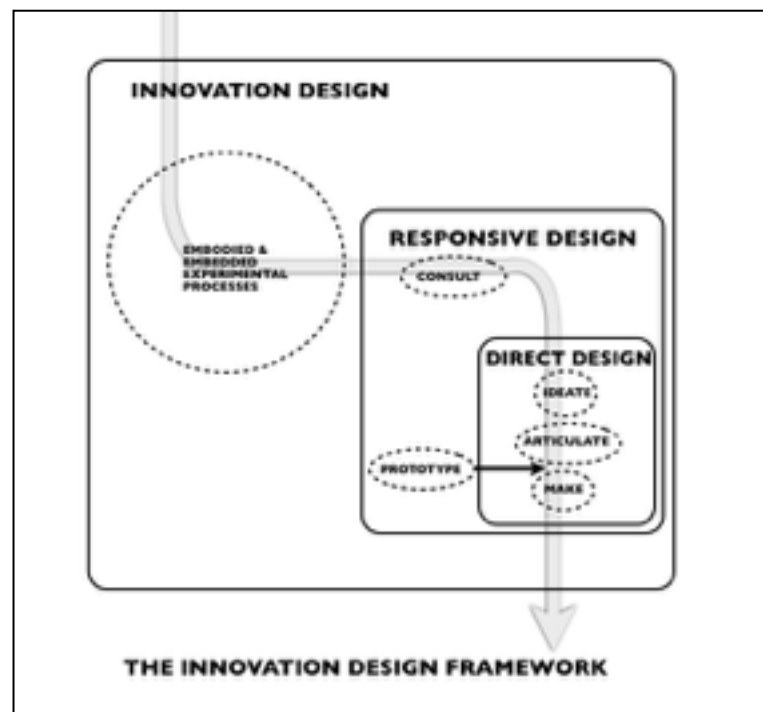 INNOVATION DESIGN
EMBODIED &
EMBEDDED
EXPERIMENTAL
PROCESSES
RESPONSIVE DESIGN
CONSULT
DIRECT DESIGN
IDEATE
ARTICULATE
PROTOTYPE
MAKE
THE INNOVATION DESIGN FRAMEWORK